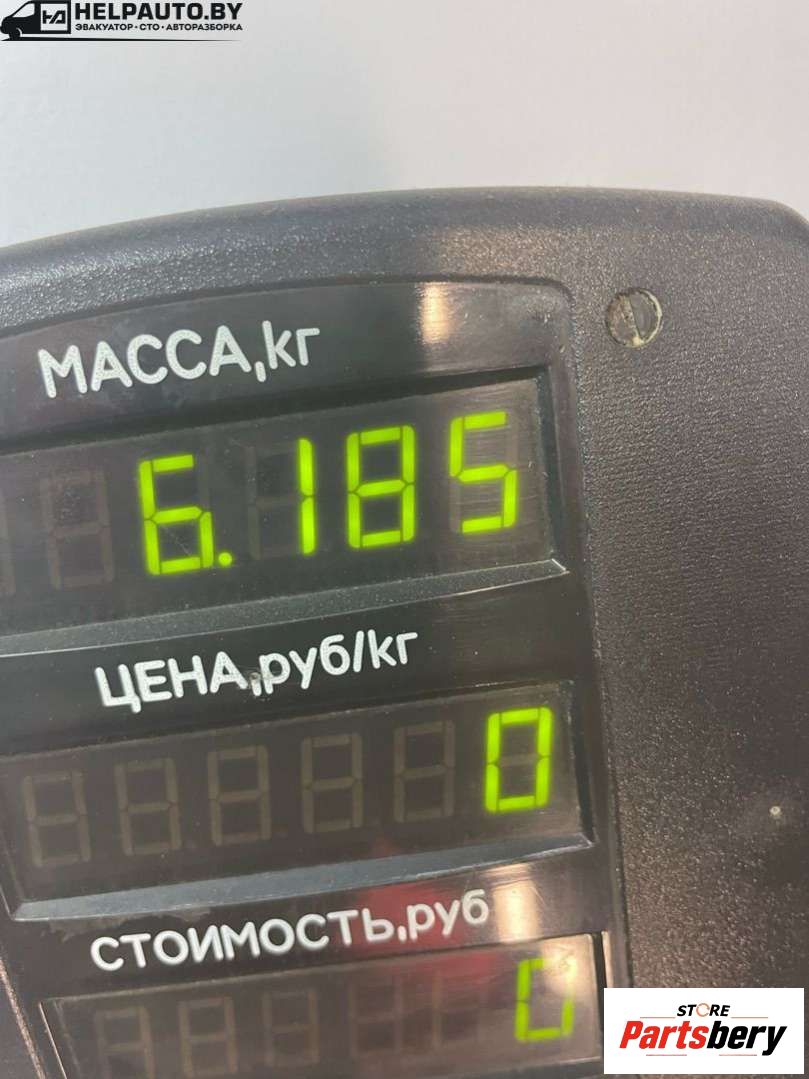 HELPAUTO.BY
ЭВАКУАТОР•СТО•АВТОРАЗБОРКА
МАССА,кг
6.185
ЦЕНА,руб/кг
0
СТОИМОСТЬ,руб
0
STORE
Partsbery